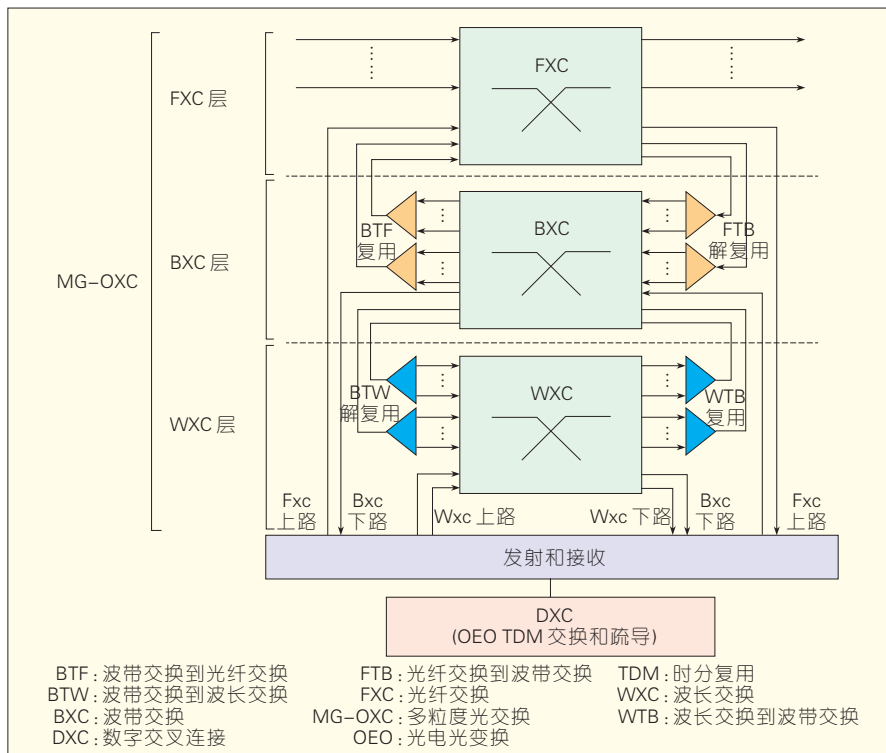 FXC 层
FXC
BXC 层
BTF
复用
BXC
FTB
解复用
MG-OXC
WXC 层
BTW
解复用
WXC
WTB
复用
Fxc
上路
Bxc
下路
Wxc 上路
Wxc 下路
Bxc
下路
Fxc
上路
发射和接收
DXC
(OEO TDM 交换和疏导)
BTF:波带交换到光纤交换
BTW:波带交换到波长交换
BXC:波带交换
DXC:数字交叉连接
FTB:光纤交换到波带交换
FXC:光纤交换
MG-OXC:多粒度光交换
OEO:光电光变换
TDM:时分复用
WXC:波长交换
WTB:波长交换到波带交换